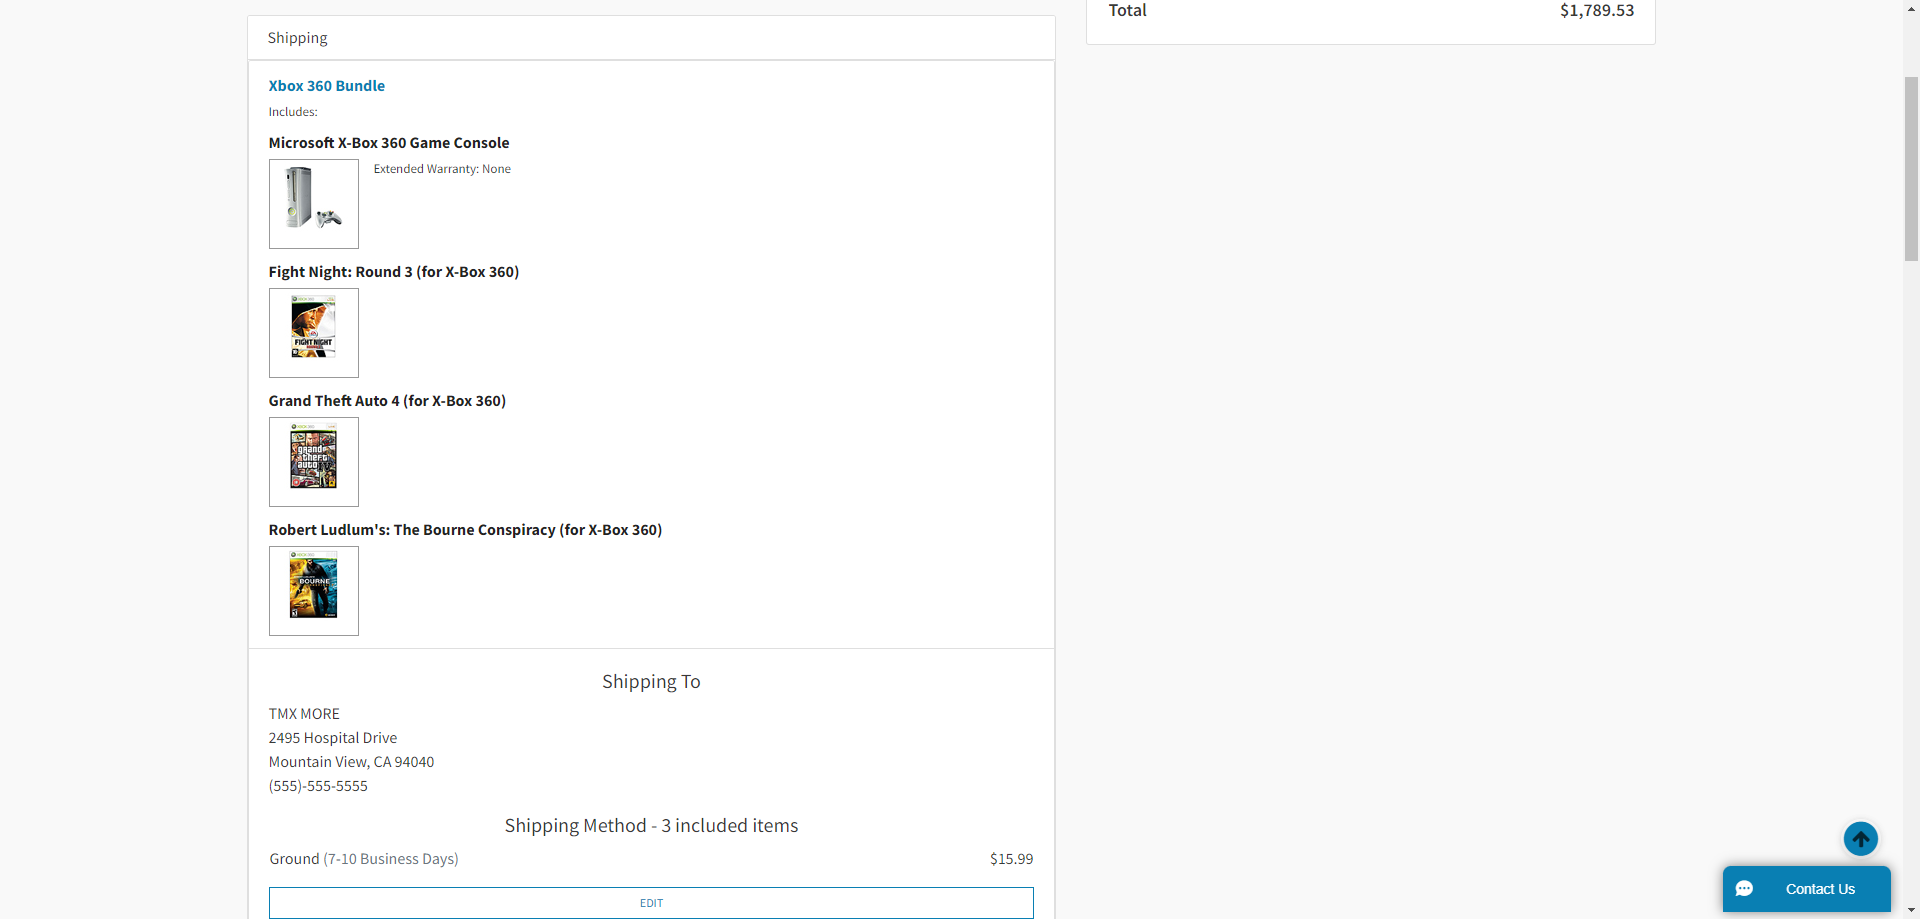 Total $1,789.53
Shipping
Xbox 360 Bundle
Includes:
Microsoft X-Box 360 Game Console
Extended Warranty: None
Fight Night: Round 3 (for X-Box 360)
FIGHT NIGHT
Grand Theft Auto 4 (for X-Box 360)
grand
theft
auto
Robert Ludlum's: The Bourne Conspiracy (for X-Box 360)
BOURNE
Shipping To
TMX MORE
2495 Hospital Drive
Mountain View, CA 94040
(555)-555-5555
Shipping Method - 3 included items
Ground (7-10 Business Days) $15.99
EDIT
Contact Us